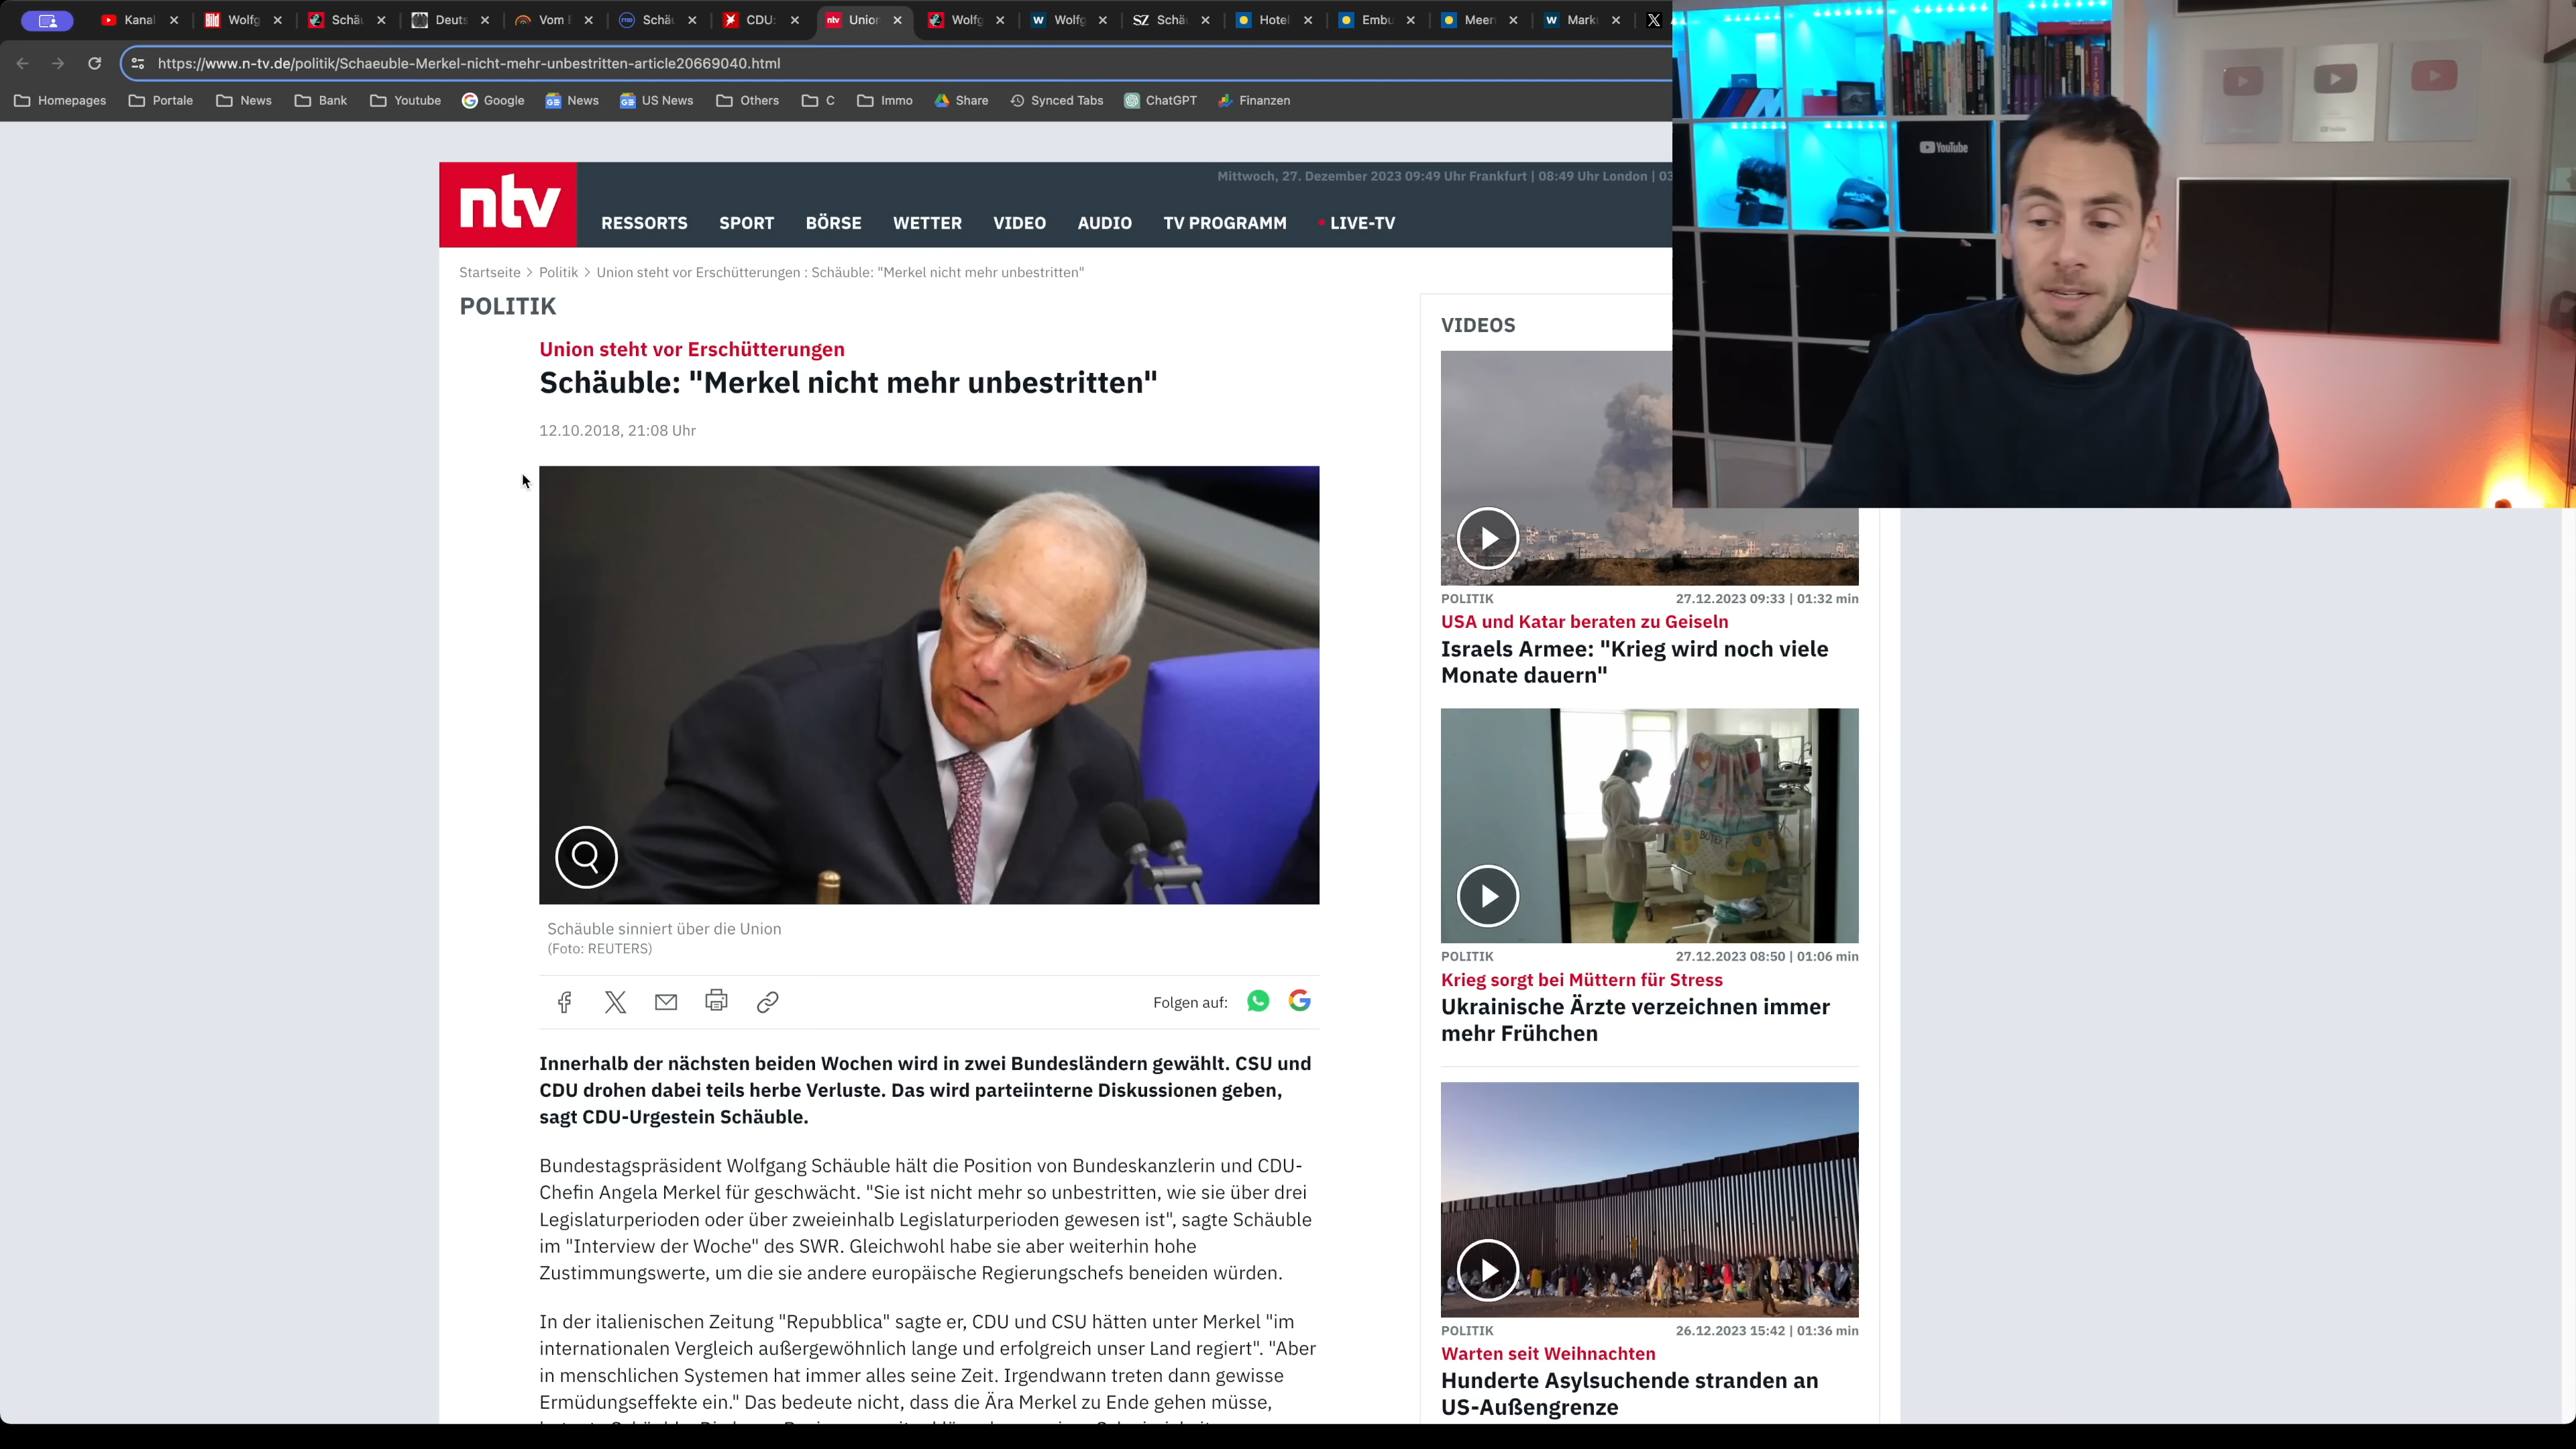 Kanal
Wolfg
Schäu
Deuts
Vom
Schäu
CDU:
ntv Union
Wolfg
W Wolfg
SZ Schäu
Hotel
Embu
Meer
W Mark
https://www.n-tv.de/politik/Schaeuble-Merkel-nicht-mehr-unbestritten-article20669040.html
Homepages Portale News Bank Youtube Google News US News Others C Immo Share Synced Tabs ChatGPT Finanzen
YouTube
Mittwoch, 27. Dezember 2023 09:49 Uhr Frankfurt | 08:49 Uhr London | 03
ntv
RESSORTS SPORT BÖRSE WETTER VIDEO AUDIO TV PROGRAMM LIVE-TV
Startseite > Politik > Union steht vor Erschütterungen : Schäuble: "Merkel nicht mehr unbestritten"
POLITIK
Union steht vor Erschütterungen
Schäuble: "Merkel nicht mehr unbestritten"
12.10.2018, 21:08 Uhr
Schäuble sinniert über die Union
(Foto: REUTERS)
Folgen auf:
Innerhalb der nächsten beiden Wochen wird in zwei Bundesländern gewählt. CSU und
CDU drohen dabei teils herbe Verluste. Das wird parteiinterne Diskussionen geben,
sagt CDU-Urgestein Schäuble.
Bundestagspräsident Wolfgang Schäuble hält die Position von Bundeskanzlerin und CDU-
Chefin Angela Merkel für geschwächt. "Sie ist nicht mehr so unbestritten, wie sie über drei
Legislaturperioden oder über zweieinhalb Legislaturperioden gewesen ist", sagte Schäuble
im "Interview der Woche" des SWR. Gleichwohl habe sie aber weiterhin hohe
Zustimmungswerte, um die sie andere europäische Regierungschefs beneiden würden.
In der italienischen Zeitung "Repubblica" sagte er, CDU und CSU hätten unter Merkel "im
internationalen Vergleich außergewöhnlich lange und erfolgreich unser Land regiert". "Aber
in menschlichen Systemen hat immer alles seine Zeit. Irgendwann treten dann gewisse
Ermüdungseffekte ein." Das bedeute nicht, dass die Ära Merkel zu Ende gehen müsse,
VIDEOS
POLITIK 27.12.2023 09:33 | 01:32 min
USA und Katar beraten zu Geiseln
Israels Armee: "Krieg wird noch viele
Monate dauern"
POLITIK 27.12.2023 08:50 | 01:06 min
Krieg sorgt bei Müttern für Stress
Ukrainische Ärzte verzeichnen immer
mehr Frühchen
POLITIK 26.12.2023 15:42 | 01:36 min
Warten seit Weihnachten
Hunderte Asylsuchende stranden an
US-Außengrenze